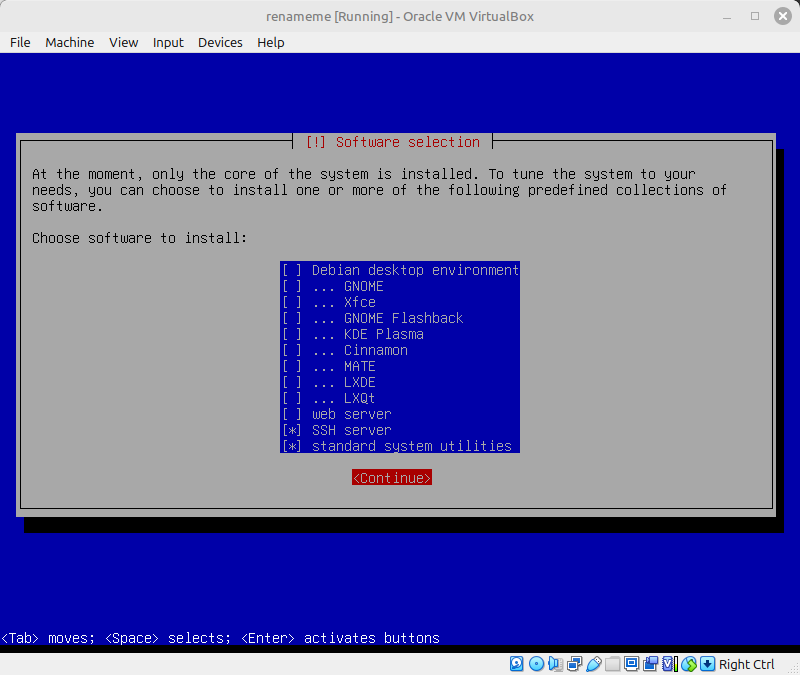 renameme [Running] - Oracle VM VirtualBox
File Machine View Input Devices Help
[!] Software selection
At the moment, only the core of the system is installed. To tune the system to your
needs, you can choose to install one or more of the following predefined collections of
software.
Choose software to install:
[ ] Debian desktop environment
[ ] ... GNOME
[ ] ... Xfce
[ ] ... GNOME Flashback
[ ] ... KDE Plasma
[ ] ... Cinnamon
[ ] ... MATE
[ ] ... LXDE
[ ] ... LXQt
[ ] web server
[*] SSH server
[*] standard system utilities
<Continue>
<Tab> moves; <Space> selects; <Enter> activates buttons
Right Ctrl